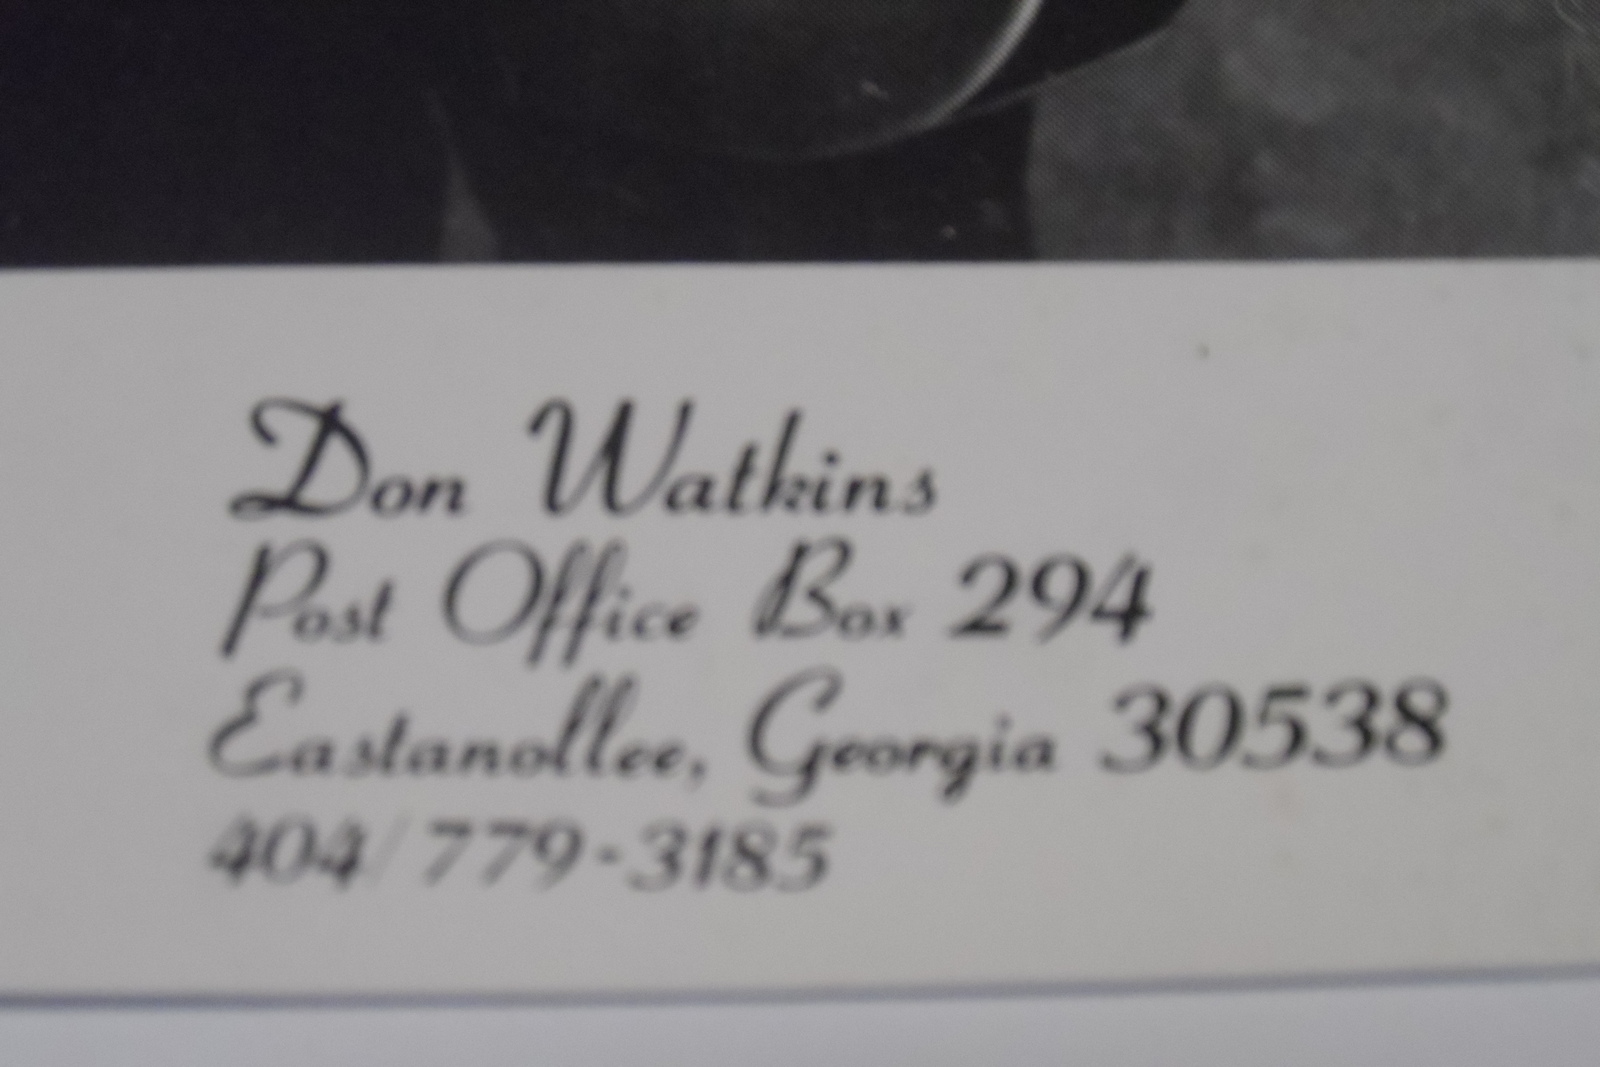 Don Watkins
Post Office Box 294
Eastanollee, Georgia 30538
404/779-3185